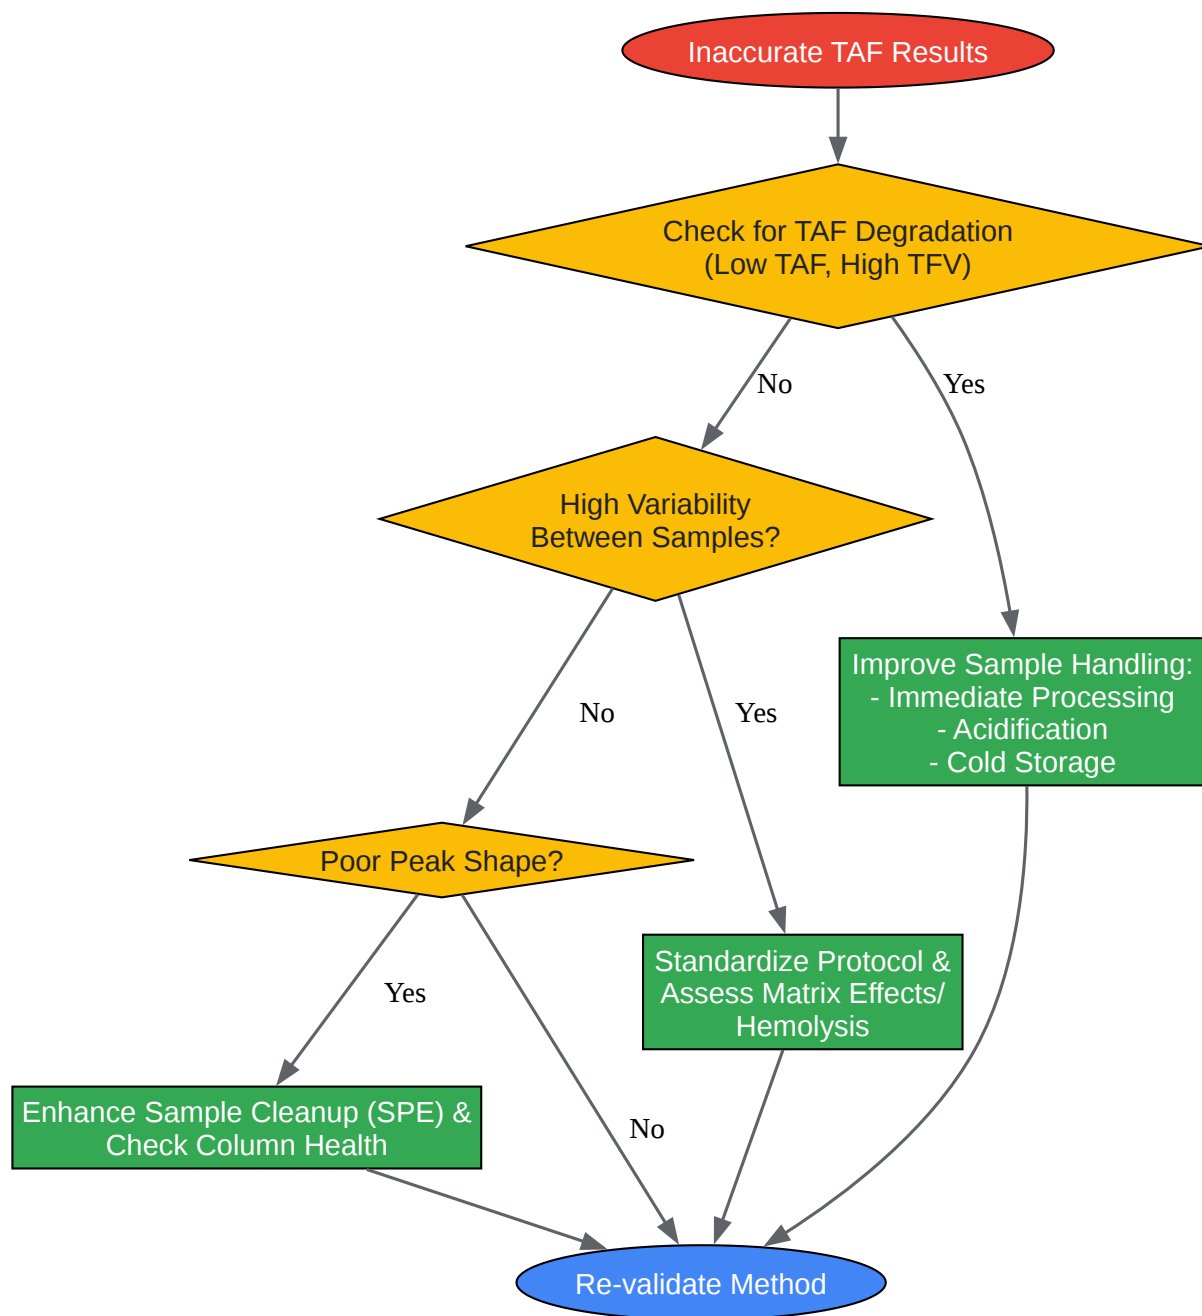 Inaccurate TAF Results
Check for TAF Degradation
(Low TAF, High TFV)
No
Yes
High Variability
Between Samples?
Improve Sample Handling:
- Immediate Processing
- Acidification
- Cold Storage
No
Yes
Poor Peak Shape?
Standardize Protocol &
Assess Matrix Effects/
Hemolysis
Yes
Enhance Sample Cleanup (SPE) &
Check Column Health
No
Re-validate Method